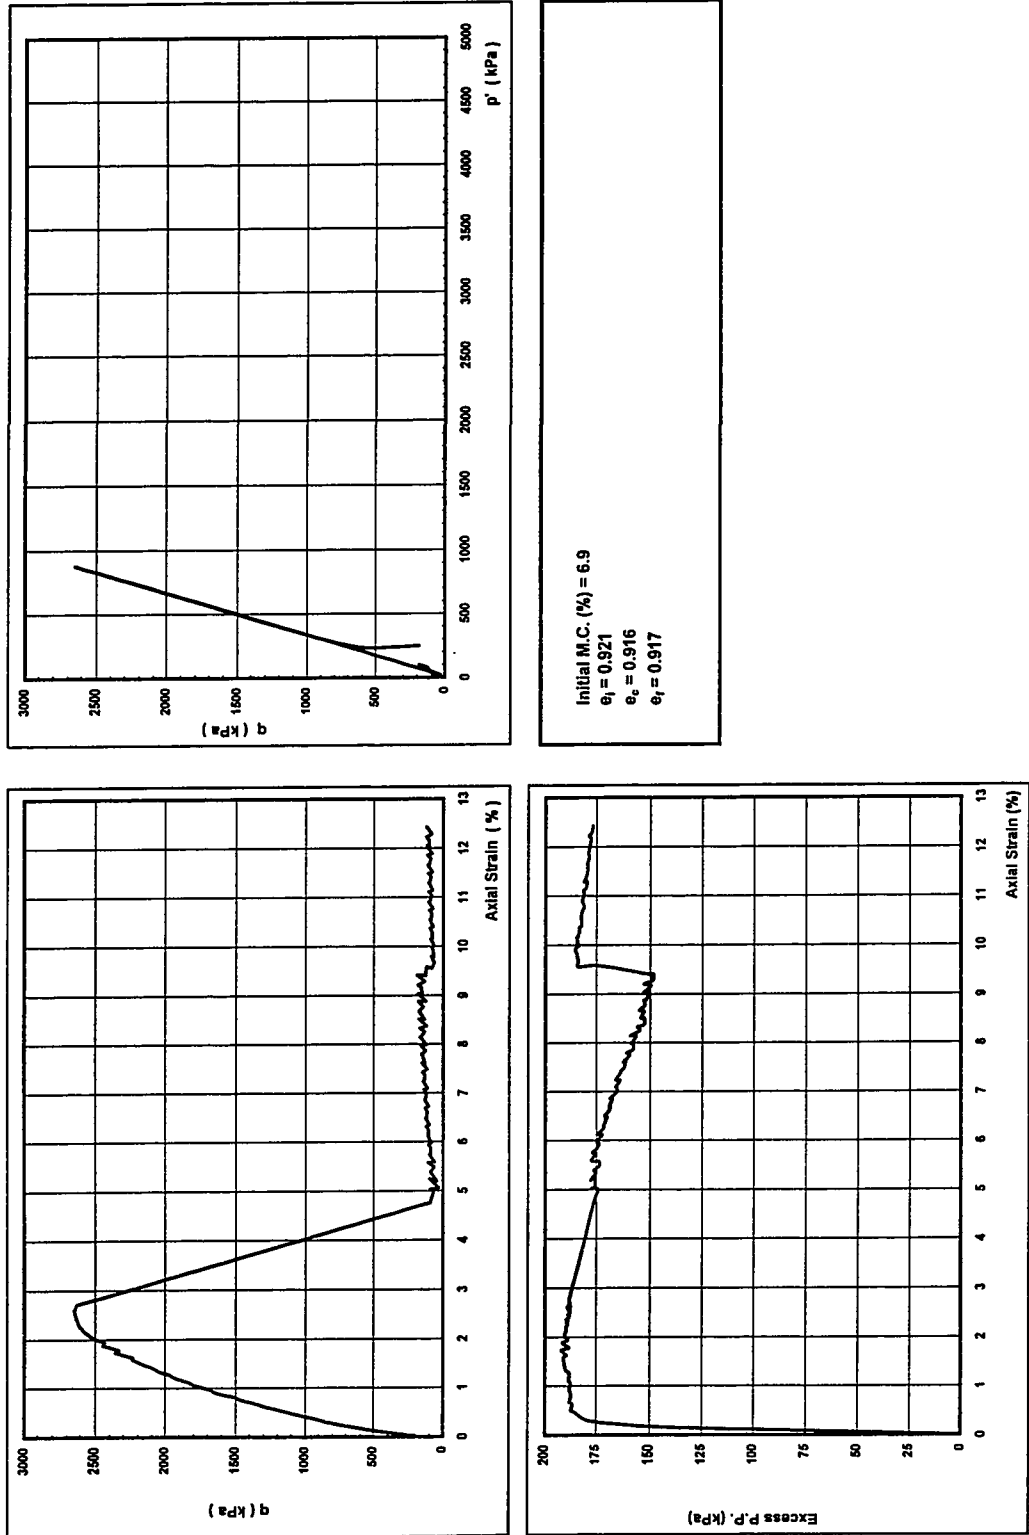 3000
2500
2000
1500
1000
500
0
q ( kPa )
0 1 2 3 4 5 6 7 8 9 10 11 12 13
Axial Strain ( % )
3000
2500
2000
1500
1000
500
0
q ( kPa )
0 500 1000 1500 2000 2500 3000 3500 4000 4500 5000
p' ( kPa )
200
175
150
125
100
75
50
25
0
Excess P.P. (kPa)
0 1 2 3 4 5 6 7 8 9 10 11 12 13
Axial Strain (%)
Initial M.C. (%) = 6.9
eᵢ = 0.921
e꜀ = 0.916
e_f = 0.917